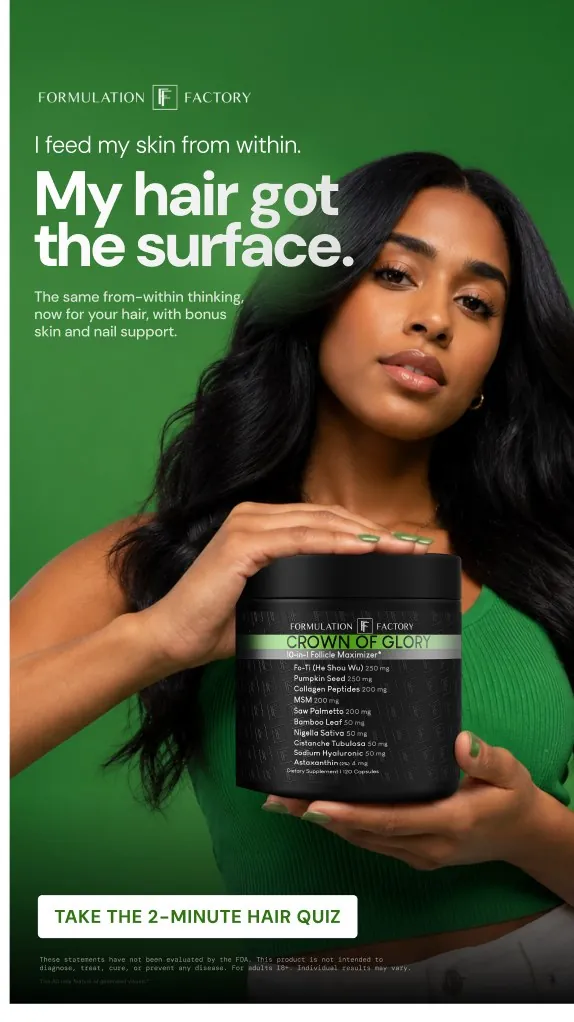 FORMULATION FF FACTORY
I feed my skin from within.
My hair got
the surface.
The same from-within thinking,
now for your hair, with bonus
skin and nail support.
FORMULATION FF FACTORY
CROWN OF GLORY
10-in-1 Follicle Maximizer*
Fo-Ti (He Shou Wu) 250 mg
Pumpkin Seed 250 mg
Collagen Peptides 200 mg
MSM 200 mg
Saw Palmetto 200 mg
Bamboo Leaf 50 mg
Nigella Sativa 50 mg
Cistanche Tubulosa 50 mg
Sodium Hyaluronic 50 mg
Astaxanthin (2%) 4 mg
Dietary Supplement | 120 Capsules
TAKE THE 2-MINUTE HAIR QUIZ
These statements have not been evaluated by the FDA. This product is not intended to
diagnose, treat, cure, or prevent any disease. For adults 18+. Individual results may vary.